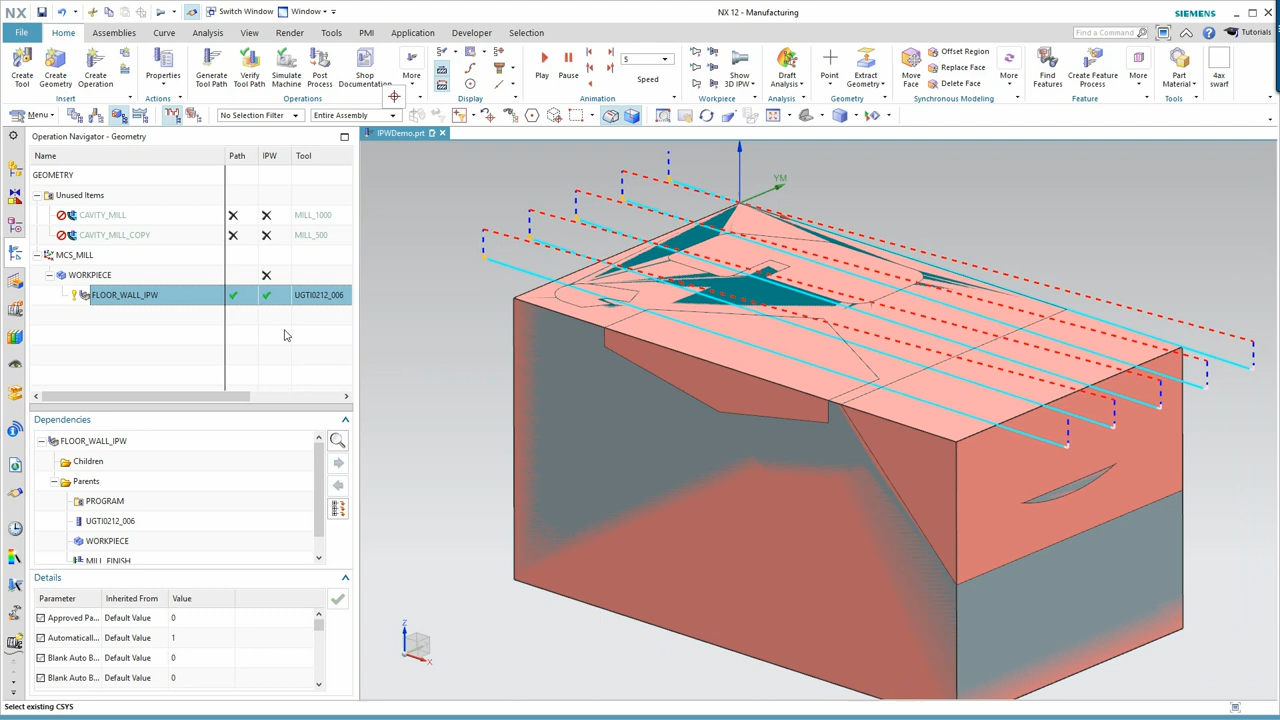 NX
Switch Window
Window
NX 12 - Manufacturing
SIEMENS
File
Home
Assemblies
Curve
Analysis
View
Render
Tools
PMI
Application
Developer
Selection
Find a Command
Tutorials
Create Tool
Create Geometry
Create Operation
Insert
Properties
Actions
Generate Tool Path
Verify Tool Path
Simulate Machine
Post Process
Shop Documentation
More
Operations
Display
Play
Pause
5
Speed
Animation
Show 3D IPW
Workpiece
Draft Analysis
Analysis
Point
Extract Geometry
Geometry
Move Face
Offset Region
Replace Face
Delete Face
More
Synchronous Modeling
Find Features
Create Feature Process
More
Feature
Part Material
Tools
4ax swarf
Menu
No Selection Filter
Entire Assembly
Operation Navigator - Geometry
IPWDemo.prt
Name
Path
IPW
Tool
GEOMETRY
Unused Items
CAVITY_MILL
MILL_1000
CAVITY_MILL_COPY
MILL_500
MCS_MILL
WORKPIECE
FLOOR_WALL_IPW
UGTI0212_006
Dependencies
FLOOR_WALL_IPW
Children
Parents
PROGRAM
UGTI0212_006
WORKPIECE
MILL_FINISH
Details
Parameter
Inherited From
Value
Approved Pa...
Default Value
0
Automaticall...
Default Value
1
Blank Auto B...
Default Value
0
Blank Auto B...
Default Value
0
YM
Z
X
Select existing CSYS